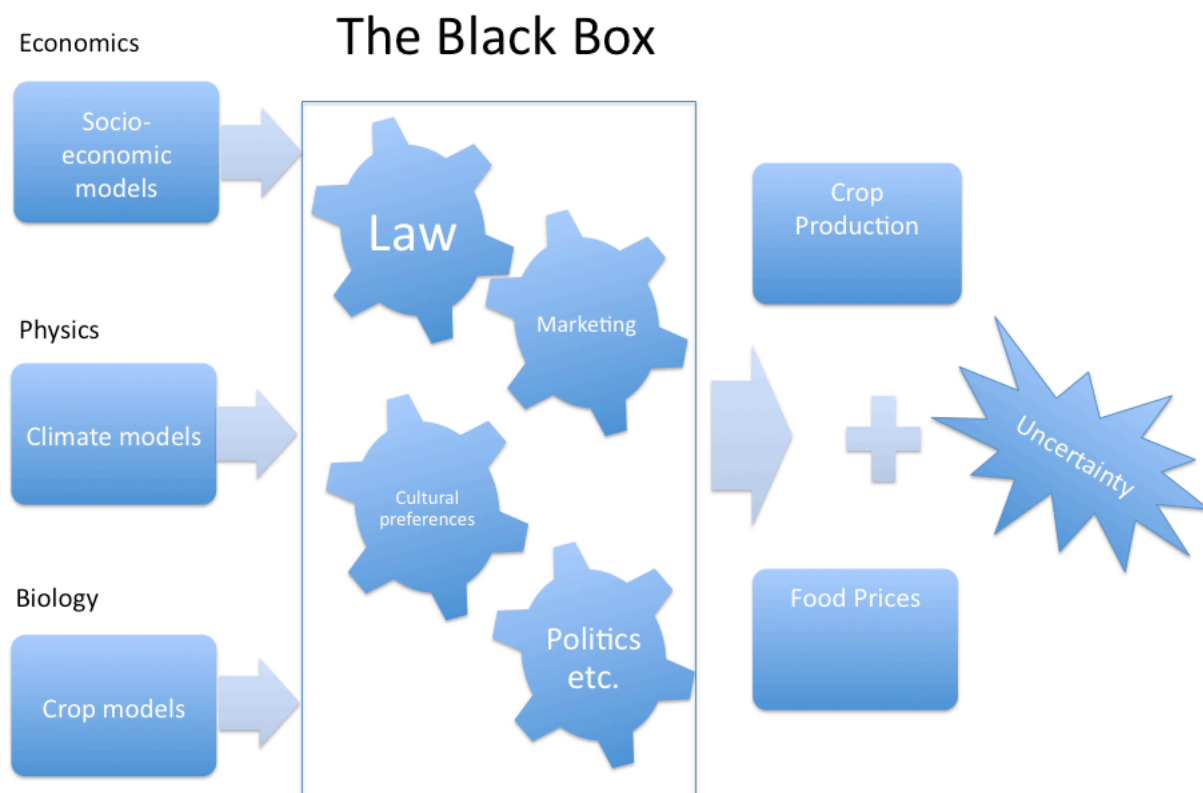 The Black Box
Economics
Socio-
economic
models
Physics
Climate models
Biology
Crop models
Law
Marketing
Cultural
preferences
Politics
etc.
Crop
Production
Uncertainty
Food Prices